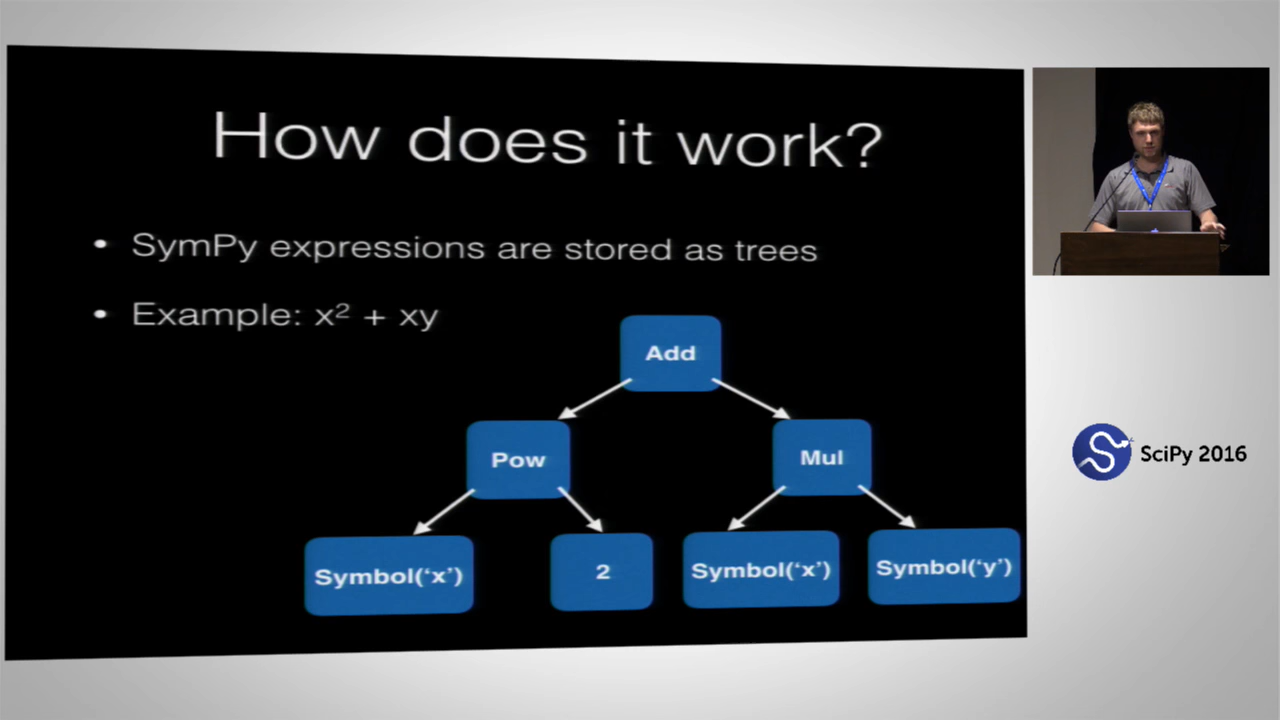 How does it work?
• SymPy expressions are stored as trees
• Example: x² + xy
Add
Pow
Mul
Symbol(‘x’)
2
Symbol(‘x’)
Symbol(‘y’)
SciPy 2016